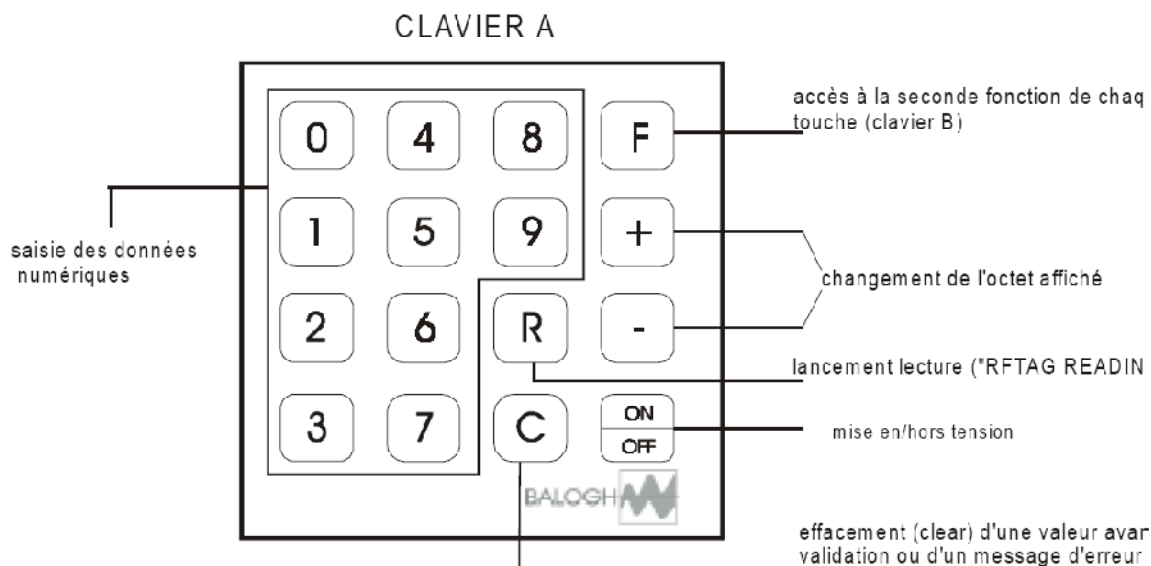 CLAVIER A
0 4 8 F
accès à la seconde fonction de chaq
touche (clavier B)
1 5 9 +
saisie des données
numériques
changement de l'octet affiché
2 6 R -
lancement lecture ("RFTAG READIN
3 7 C ON
OFF
mise en/hors tension
BALOGH
effacement (clear) d'une valeur avan
validation ou d'un message d'erreur